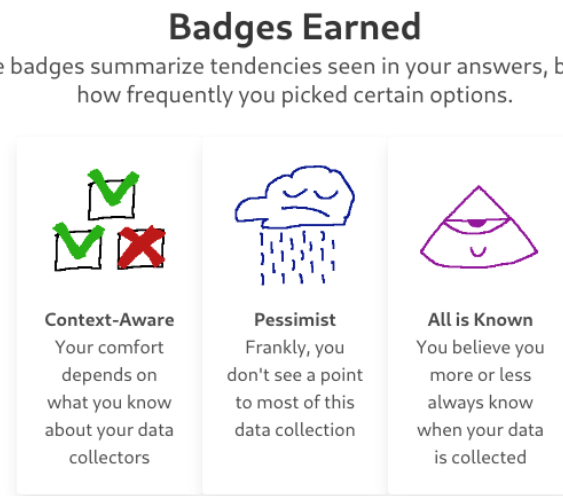 Badges Earned
badges summarize tendencies seen in your answers,
how frequently you picked certain options.
Context-Aware
Your comfort
depends on
what you know
about your data
collectors
Pessimist
Frankly, you
don't see a point
to most of this
data collection
All is Known
You believe you
more or less
always know
when your data
is collected